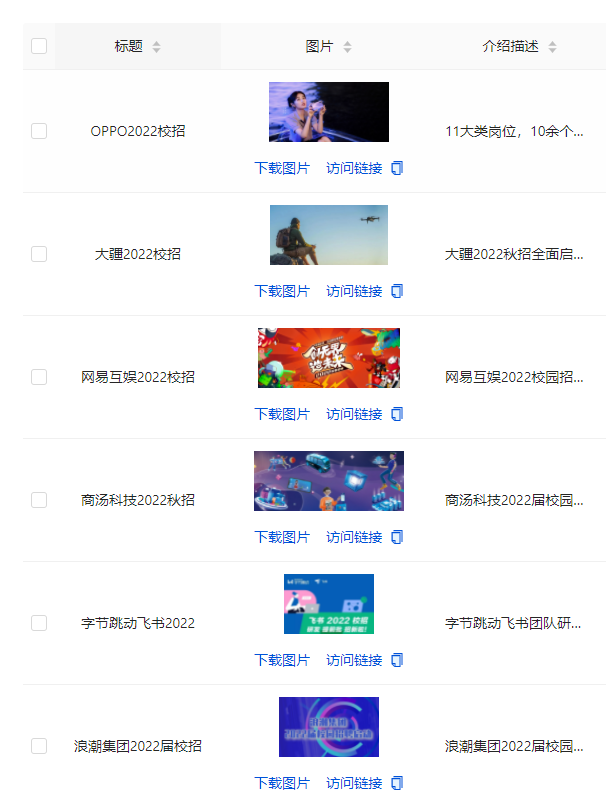 标题
图片
介绍描述
OPPO2022校招
11大类岗位，10余个...
下载图片
访问链接
大疆2022校招
大疆2022秋招全面启...
下载图片
访问链接
网易互娱2022校招
网易互娱2022校园招...
下载图片
访问链接
商汤科技2022秋招
商汤科技2022届校园...
下载图片
访问链接
飞书 2022 校招
字节跳动飞书2022
字节跳动飞书团队研...
下载图片
访问链接
浪潮集团
浪潮集团2022届校招
浪潮集团2022届校园...
下载图片
访问链接